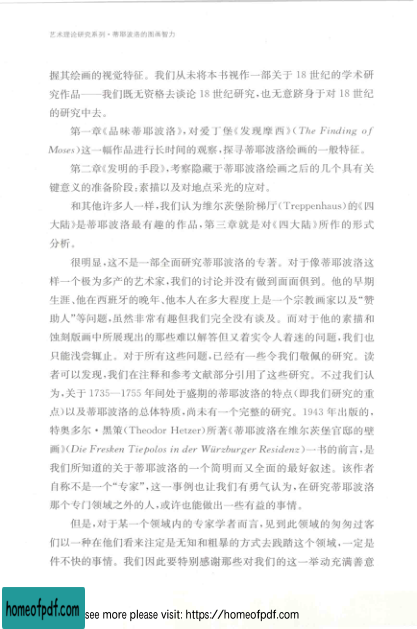 艺术理论研究系列·蒂耶波洛的图画智力
握其绘画的视觉特征。我们从未将本书视作一部关于 18 世纪的学术研
究作品——我们既无资格去谈论 18 世纪研究,也无意跻身于对 18 世纪
的研究中去。
第一章《品味蒂耶波洛》,对爱丁堡《发现摩西》(The Finding of
Moses)这一幅作品进行长时间的观察,探寻蒂耶波洛绘画的一般特征。
第二章《发明的手段》,考察隐藏于蒂耶波洛绘画之后的几个具有关
键意义的准备阶段:素描以及对地点采光的应对。
和其他许多人一样,我们认为维尔茨堡阶梯厅(Treppenhaus)的《四
大陆》是蒂耶波洛最有趣的作品,第三章就是对《四大陆》所作的形式
分析。
很明显,这不是一部全面研究蒂耶波洛的专著。对于像蒂耶波洛这
样一个极为多产的艺术家,我们的讨论并没有做到面面俱到。他的早期
生涯、他在西班牙的晚年、他本人在多大程度上是一个宗教画家以及“赞
助人”等问题,虽然非常有趣但我们完全没有谈及。而对于他的素描和
蚀刻版画中所展现出的那些难以解答但又着实令人着迷的问题,我们也
只能浅尝辄止。对于所有这些问题,已经有一些令我们敬佩的研究。读
者可以发现,我们在注释和参考文献部分引用了这些研究。不过我们认
为,关于 1735—1755 年间处于盛期的蒂耶波洛的特点(即我们研究的重
点)以及蒂耶波洛的总体特质,尚未有一个完整的研究。1943 年出版的,
特奥多尔·黑策(Theodor Hetzer)所著《蒂耶波洛在维尔茨堡官邸的壁
画》(Die Fresken Tiepolos in der Würzburger Residenz)一书的前言,是
我们所知道的关于蒂耶波洛的一个简明而又全面的最好叙述。该作者
自称不是一个“专家”,这一事例也让我们有勇气认为,在研究蒂耶波洛
那个专门领域之外的人,或许也能做出一些有益的事情。
但是,对于某一个领域内的专家学者而言,见到此领域的匆匆过客
们以一种在他们看来注定是无知和粗暴的方式去践踏这个领域,一定是
件不快的事情。我们因此要特别感谢那些对我们的这一举动充满善意
homeofpdf.com
see more please visit: https://homeofpdf.com